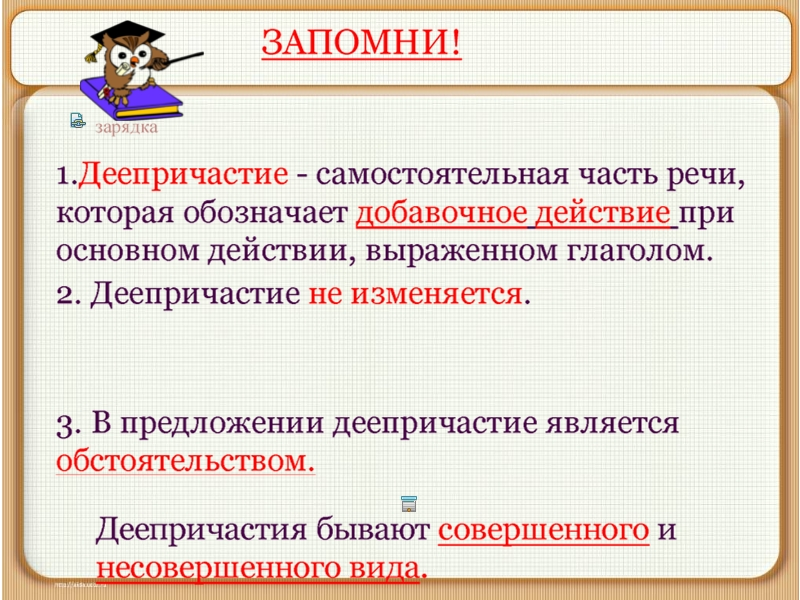 ЗАПОМНИ!
зарядка
1.Деепричастие - самостоятельная часть речи,
которая обозначает добавочное действие при
основном действии, выраженном глаголом.
2. Деепричастие не изменяется.
3. В предложении деепричастие является
обстоятельством.
Деепричастия бывают совершенного и
несовершенного вида.